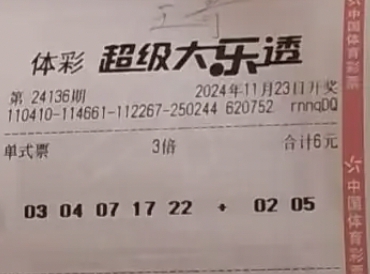 体彩 超级大乐透
第 24136期 2024年11月23日开奖
110410-114661-112267-250244 620752 rnnqDQ
单式票 3倍 合计6元
03 04 07 17 22 + 02 05
中国体育彩票
中国体育彩票